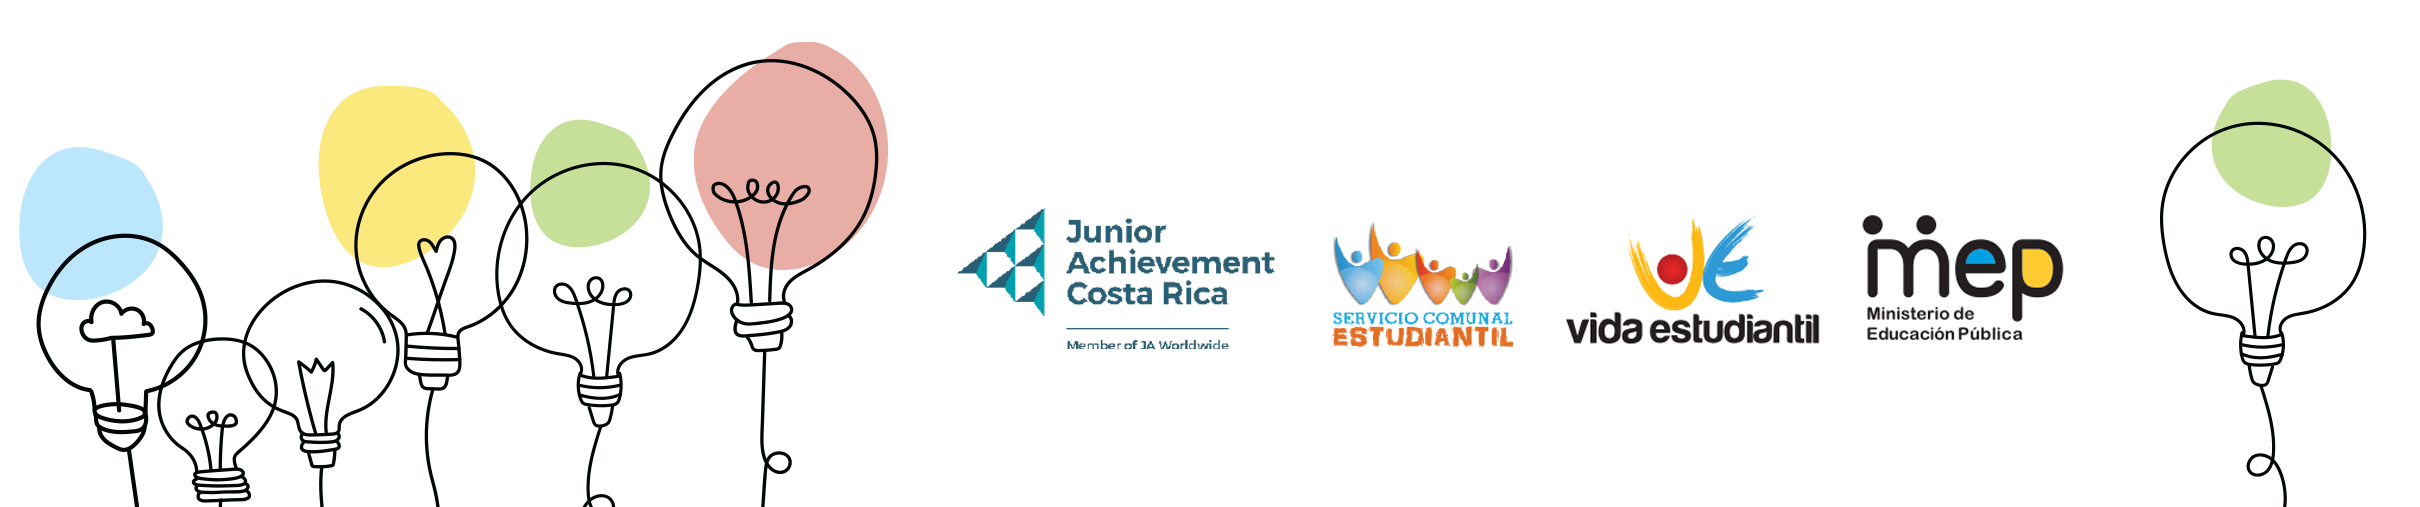 Junior
Achievement
Costa Rica
Member of JA Worldwide
SERVICIO COMUNAL
ESTUDIANTIL
vida estudiantil
mep
Ministerio de
Educación Pública